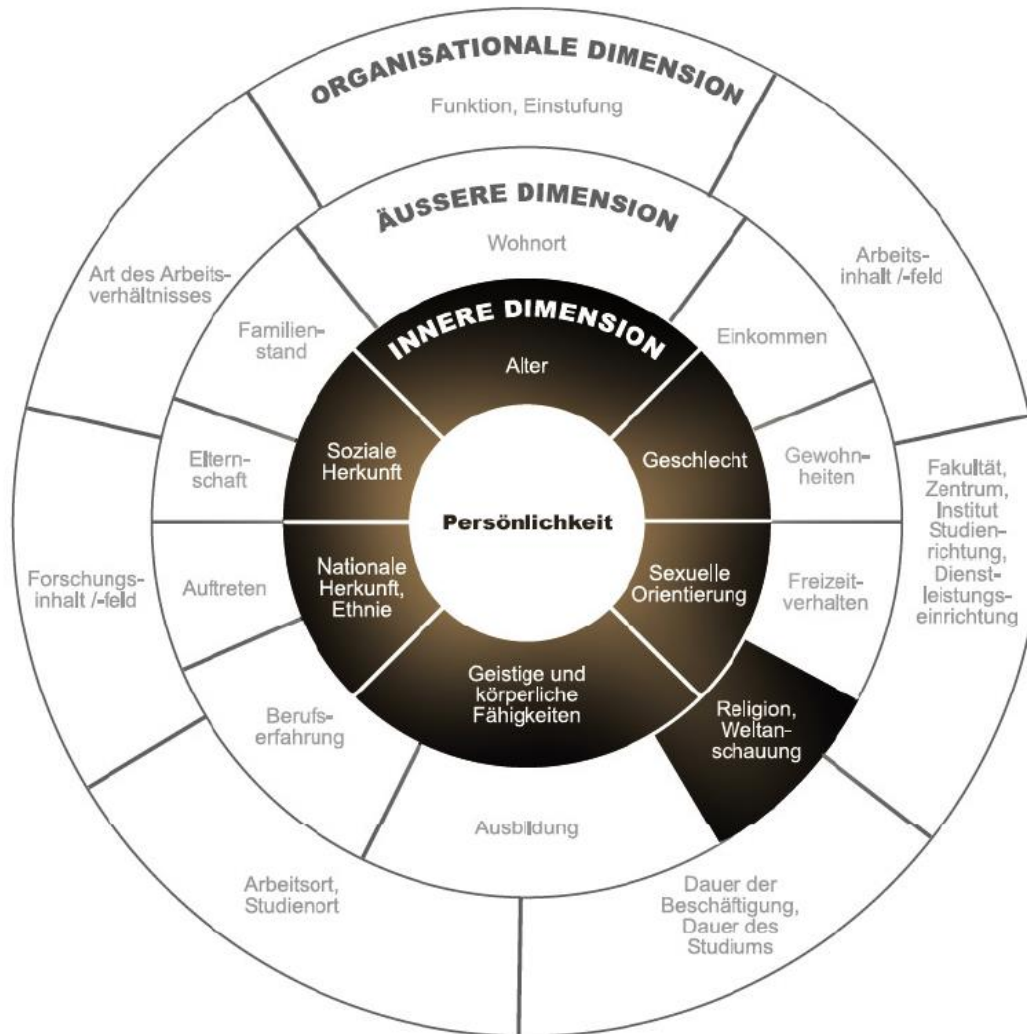 ORGANISATIONALE DIMENSION
Funktion, Einstufung
ÄUSSERE DIMENSION
Wohnort
Art des Arbeits-
verhältnisses
Arbeits-
inhalt /-feld
Familien-
stand
Einkommen
INNERE DIMENSION
Alter
Soziale
Herkunft
Geschlecht
Eltern-
schaft
Gewohn-
heiten
Fakultät,
Zentrum,
Institut
Studien-
richtung,
Dienst-
leistungs-
einrichtung
Persönlichkeit
Forschungs-
inhalt /-feld
Auftreten
Nationale
Herkunft,
Ethnie
Sexuelle
Orientierung
Freizeit-
verhalten
Geistige und
körperliche
Fähigkeiten
Religion,
Weltan-
schauung
Berufs-
erfahrung
Ausbildung
Arbeitsort,
Studienort
Dauer der
Beschäftigung,
Dauer des
Studiums